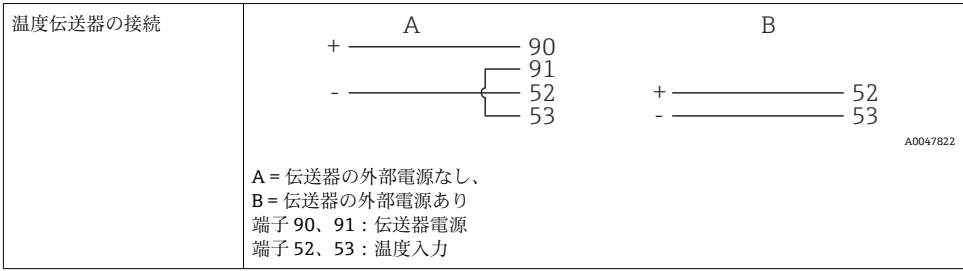 温度伝送器の接続
A
B
+ 90
91
- 52
53
+ 52
- 53
A0047822
A = 伝送器の外部電源なし、
B = 伝送器の外部電源あり
端子 90、91：伝送器電源
端子 52、53：温度入力